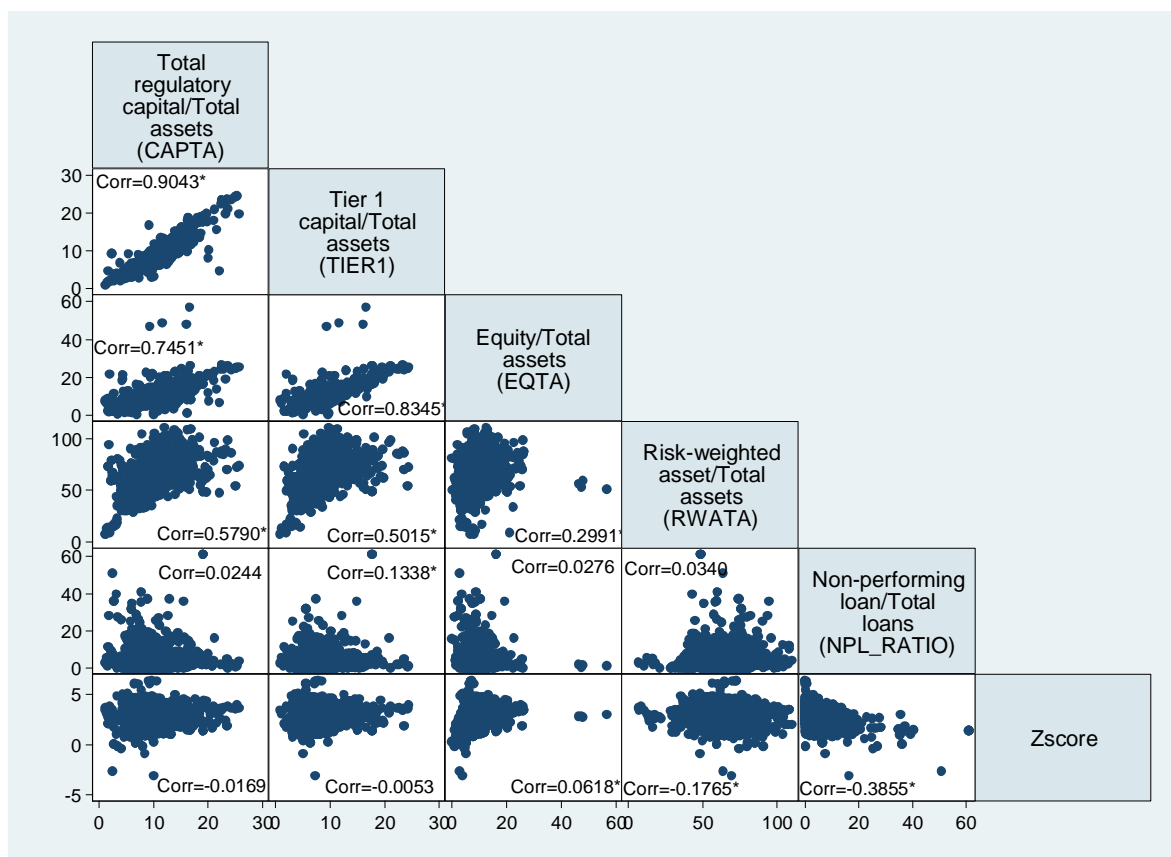 Total
regulatory
capital/Total
assets
(CAPTA)
30
20
10
0
Corr=0.9043*
Tier 1
capital/Total
assets
(TIER1)
60
40
20
0
Corr=0.7451*
Corr=0.8345*
Equity/Total
assets
(EQTA)
100
50
0
Corr=0.5790*
Corr=0.5015*
Corr=0.2991*
Risk-weighted
asset/Total
assets
(RWATA)
60
40
20
0
Corr=0.0244
Corr=0.1338*
Corr=0.0276
Corr=0.0340
Non-performing
loan/Total
loans
(NPL_RATIO)
5
0
-5
Corr=-0.0169
Corr=-0.0053
Corr=0.0618*
Corr=-0.1765*
Corr=-0.3855*
Zscore
0 10 20 30
0 10 20 30
0 20 40 60
0 50 100
0 20 40 60